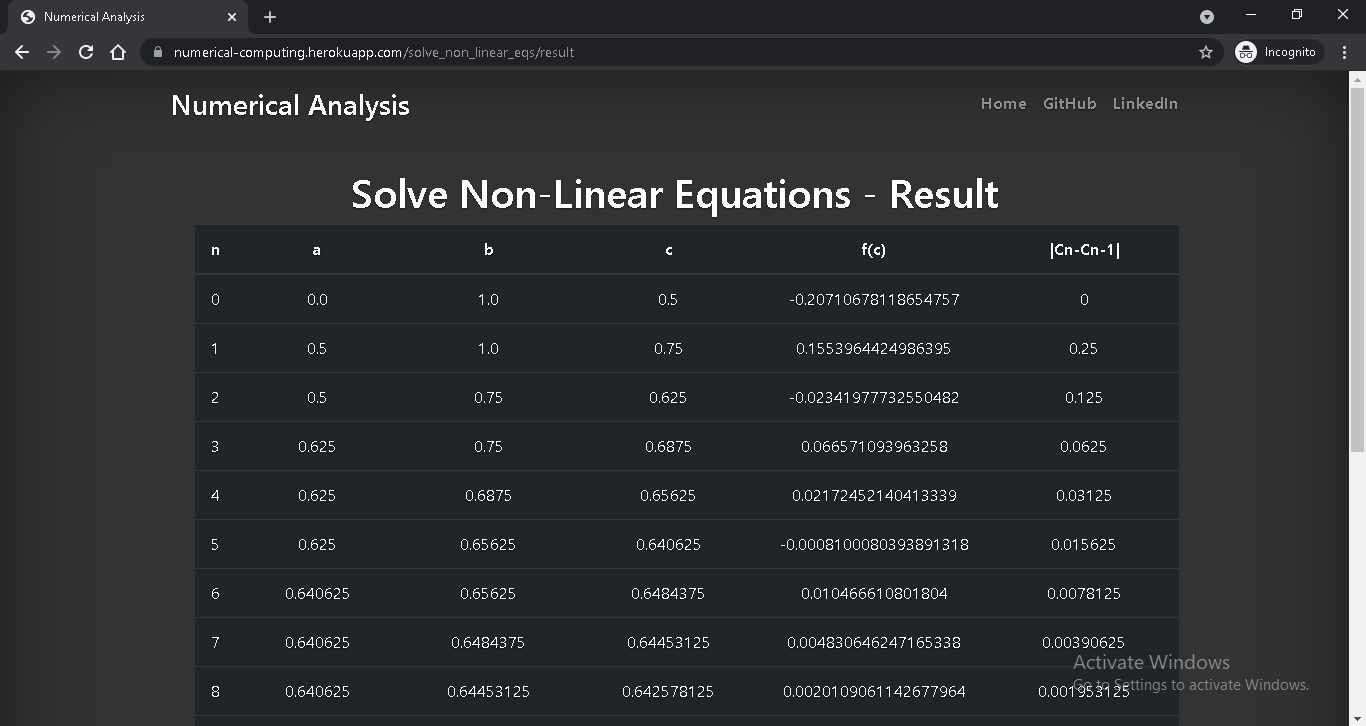 Numerical Analysis
numerical-computing.herokuapp.com/solve_non_linear_eqs/result
Incognito
Numerical Analysis
Home GitHub LinkedIn
Solve Non-Linear Equations - Result
n a b c f(c) |Cn-Cn-1|
0 0.0 1.0 0.5 -0.20710678118654757 0
1 0.5 1.0 0.75 0.1553964424986395 0.25
2 0.5 0.75 0.625 -0.02341977732550482 0.125
3 0.625 0.75 0.6875 0.066571093963258 0.0625
4 0.625 0.6875 0.65625 0.02172452140413339 0.03125
5 0.625 0.65625 0.640625 -0.0008100080393891318 0.015625
6 0.640625 0.65625 0.6484375 0.010466610801804 0.0078125
7 0.640625 0.6484375 0.64453125 0.004830646247165338 0.00390625
8 0.640625 0.64453125 0.642578125 0.0020109061142677964 0.001953125
Activate Windows
Go to Settings to activate Windows.